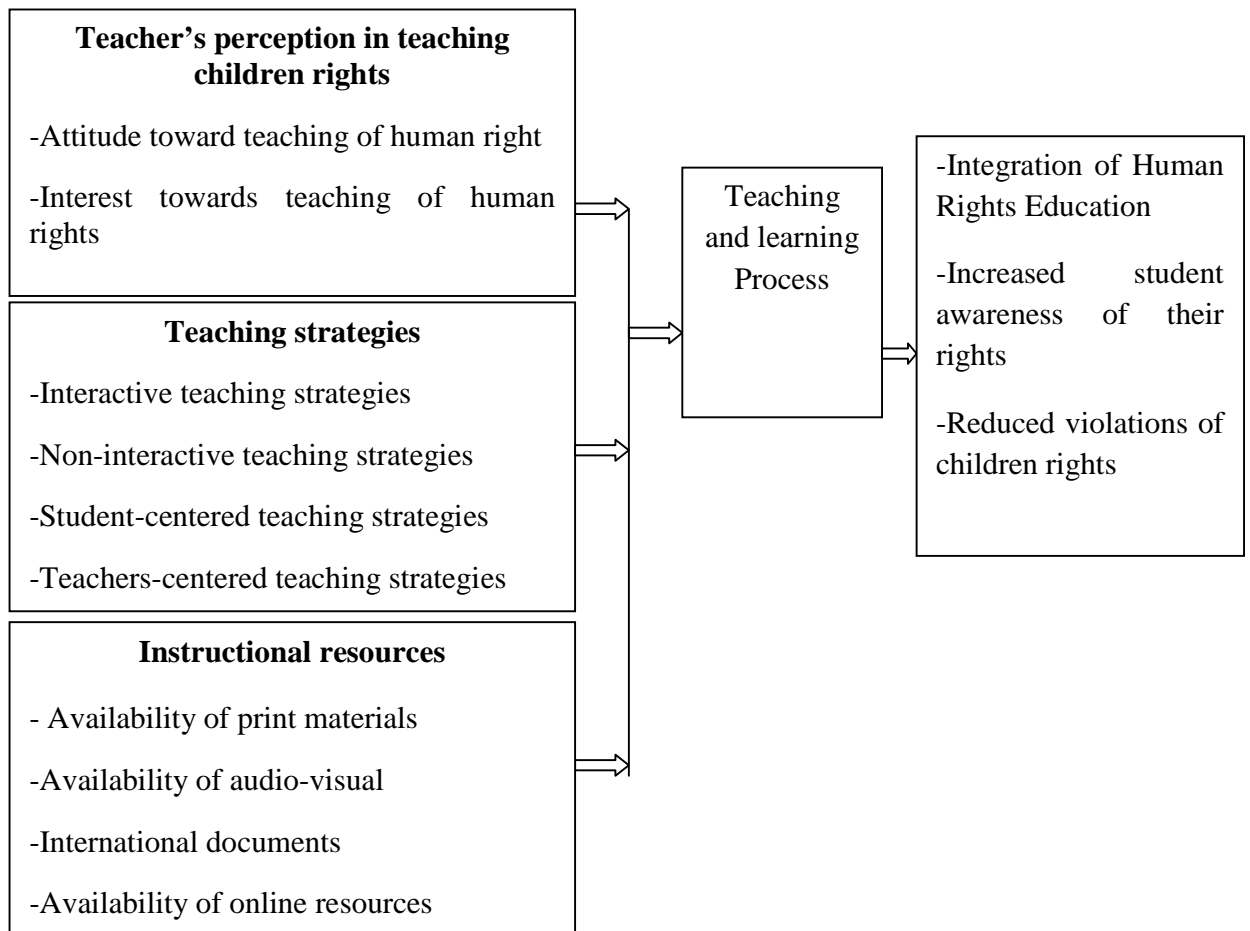 Teacher’s perception in teaching
children rights
-Attitude toward teaching of human right
-Interest towards teaching of human
rights
Teaching strategies
-Interactive teaching strategies
-Non-interactive teaching strategies
-Student-centered teaching strategies
-Teachers-centered teaching strategies
Instructional resources
- Availability of print materials
-Availability of audio-visual
-International documents
-Availability of online resources
Teaching
and learning
Process
-Integration of Human
Rights Education
-Increased student
awareness of their
rights
-Reduced violations of
children rights